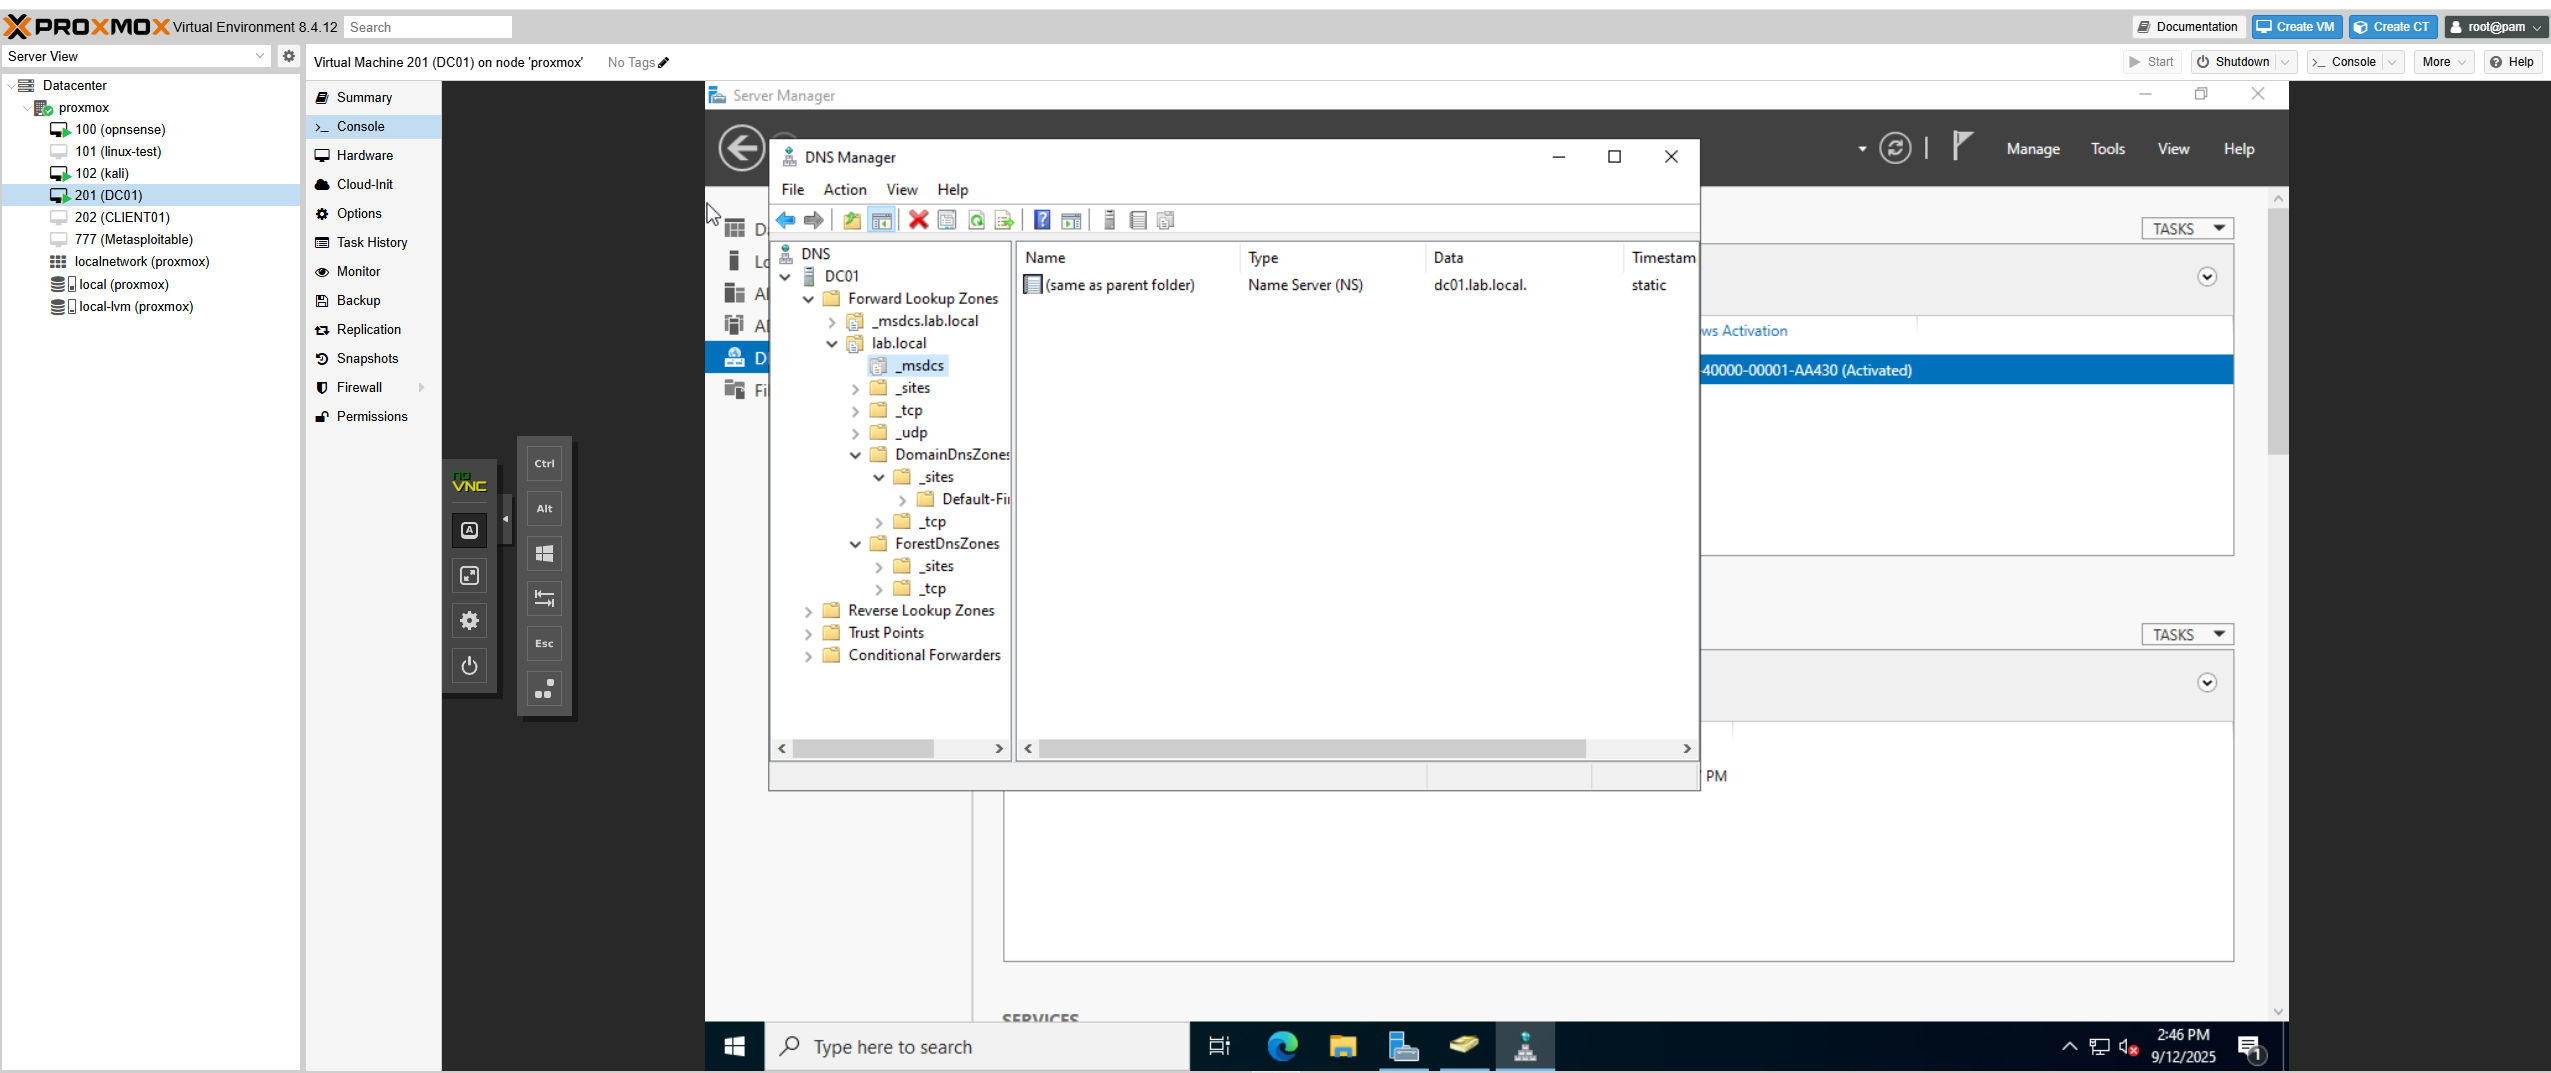 PROXMOX Virtual Environment 8.4.12 Search
Documentation Create VM Create CT root@pam
Server View
Virtual Machine 201 (DC01) on node 'proxmox' No Tags
Start Shutdown Console More Help
Datacenter
proxmox
100 (opnsense)
101 (linux-test)
102 (kali)
201 (DC01)
202 (CLIENT01)
777 (Metasploitable)
localnetwork (proxmox)
local (proxmox)
local-lvm (proxmox)
Summary
Console
Hardware
Cloud-Init
Options
Task History
Monitor
Backup
Replication
Snapshots
Firewall
Permissions
no
VNC
A
Ctrl
Alt
Esc
Server Manager
Manage Tools View Help
DNS Manager
File Action View Help
DNS
DC01
Forward Lookup Zones
_msdcs.lab.local
lab.local
_msdcs
_sites
_tcp
_udp
DomainDnsZones
_sites
Default-Fi
_tcp
ForestDnsZones
_sites
_tcp
Reverse Lookup Zones
Trust Points
Conditional Forwarders
Name Type Data Timestam
(same as parent folder) Name Server (NS) dc01.lab.local. static
D
Lo
Al
Al
D
Fi
TASKS
ws Activation
-40000-00001-AA430 (Activated)
TASKS
PM
SERVICES
Type here to search
2:46 PM
9/12/2025
1